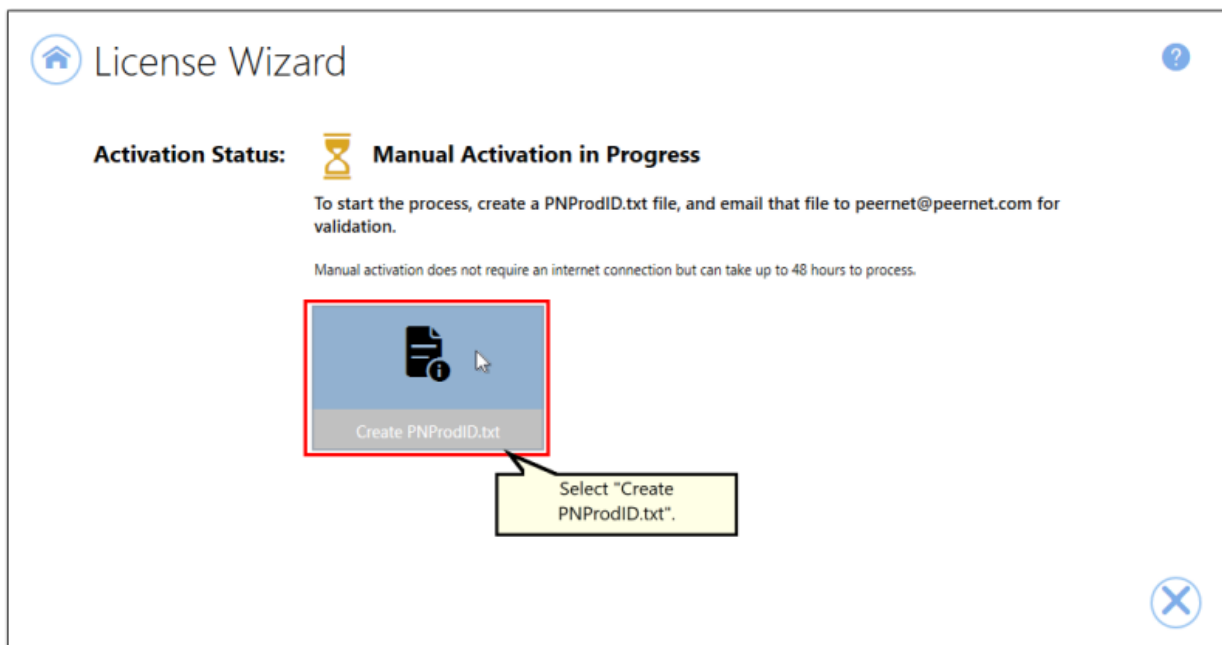 License Wizard
?
Activation Status:
Manual Activation in Progress
To start the process, create a PNProdID.txt file, and email that file to peernet@peernet.com for
validation.
Manual activation does not require an internet connection but can take up to 48 hours to process.
Create PNProdID.txt
Select "Create
PNProdID.txt".